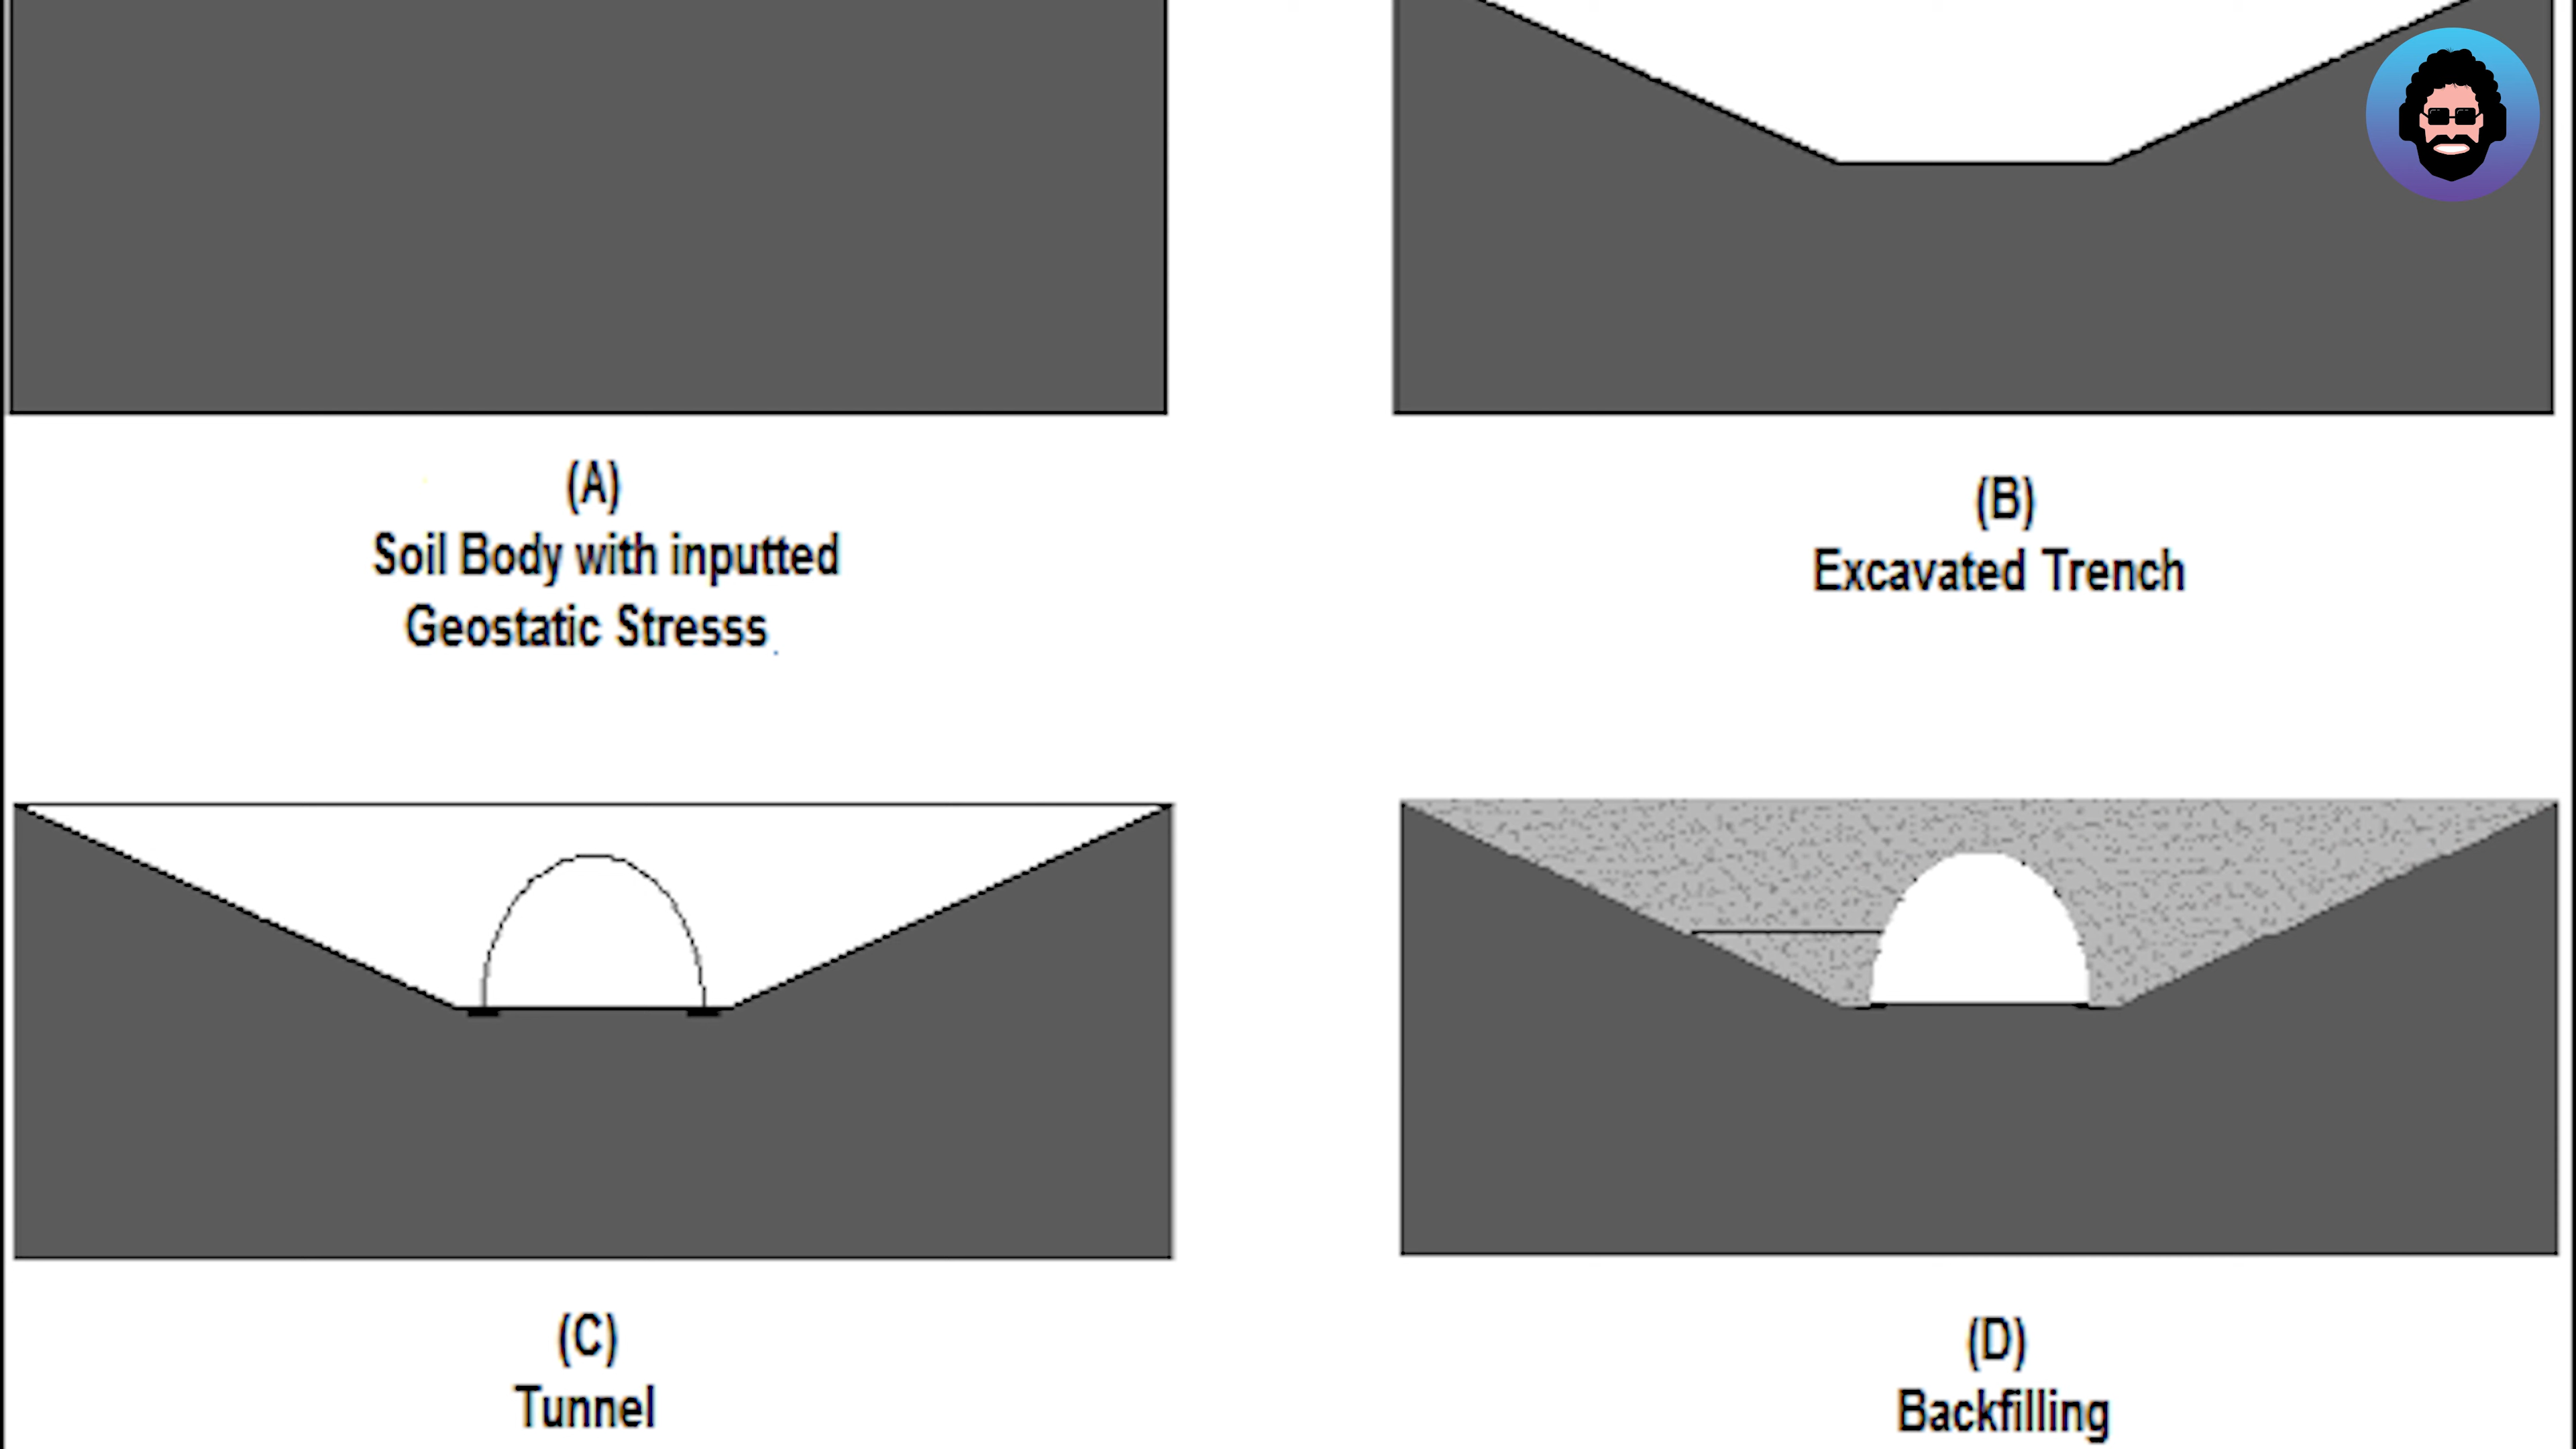 (A)
Soil Body with inputted
Geostatic Stresss
(B)
Excavated Trench
(C)
Tunnel
(D)
Backfilling